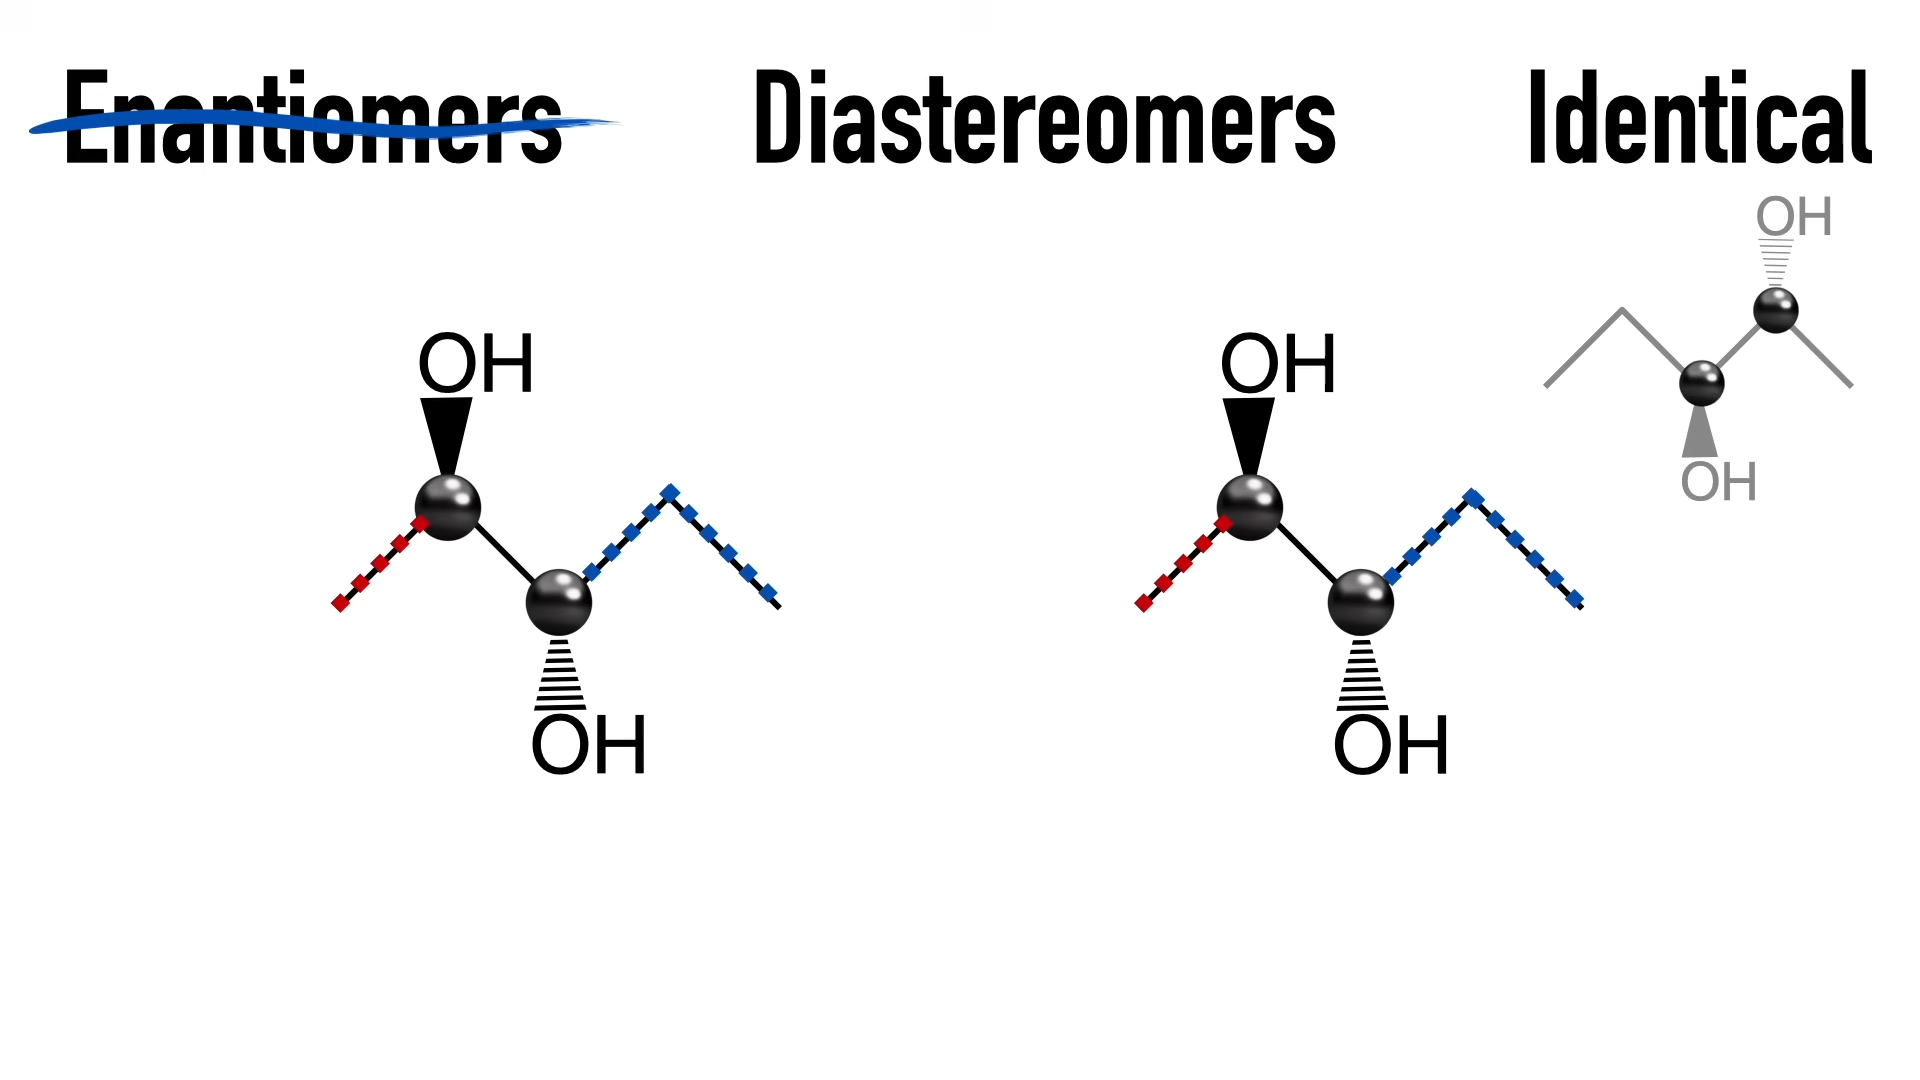 Enantiomers Diastereomers Identical
OH
OH OH
OH
OH OH